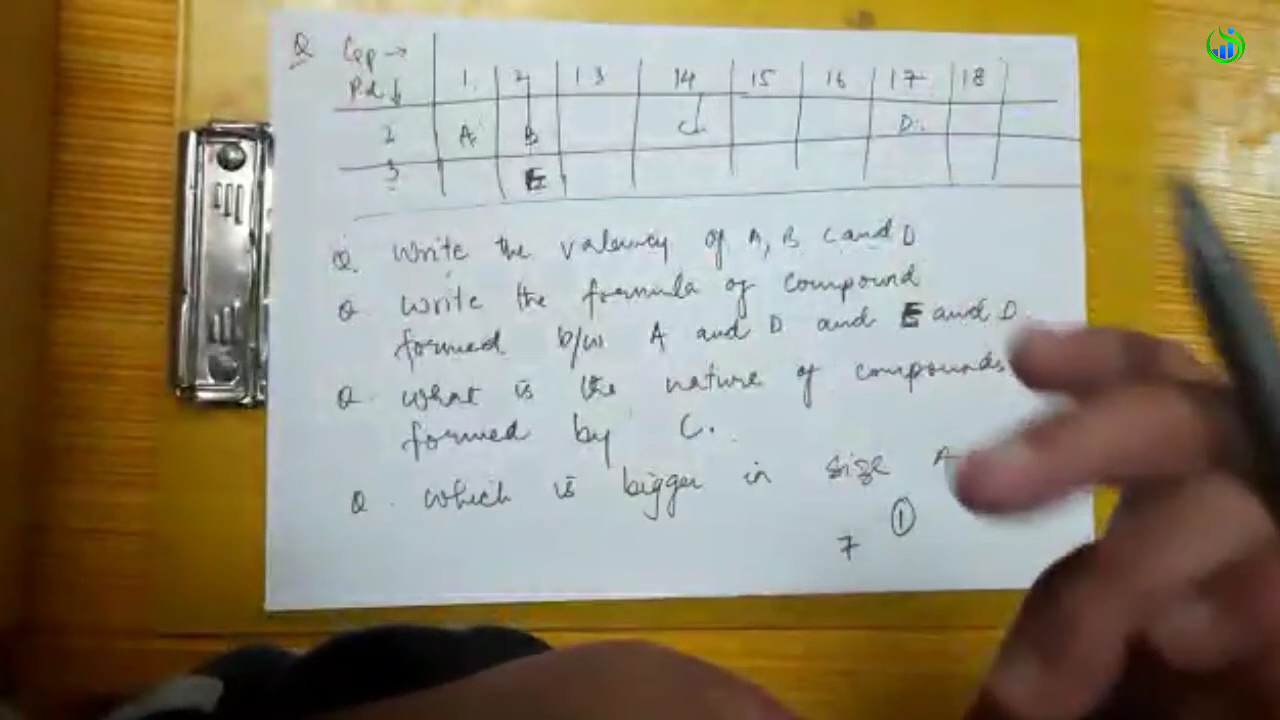 Q Gp → 1. 2 13 14 15 16 17 18
Pd ↓
2 A B C D
3 E
Q. Write the valency of A, B C and D
Q. Write the formula of compound
formed b/w A and D and E and D.
Q. What is the nature of compounds
formed by C.
Q. Which is bigger in size A
7 1